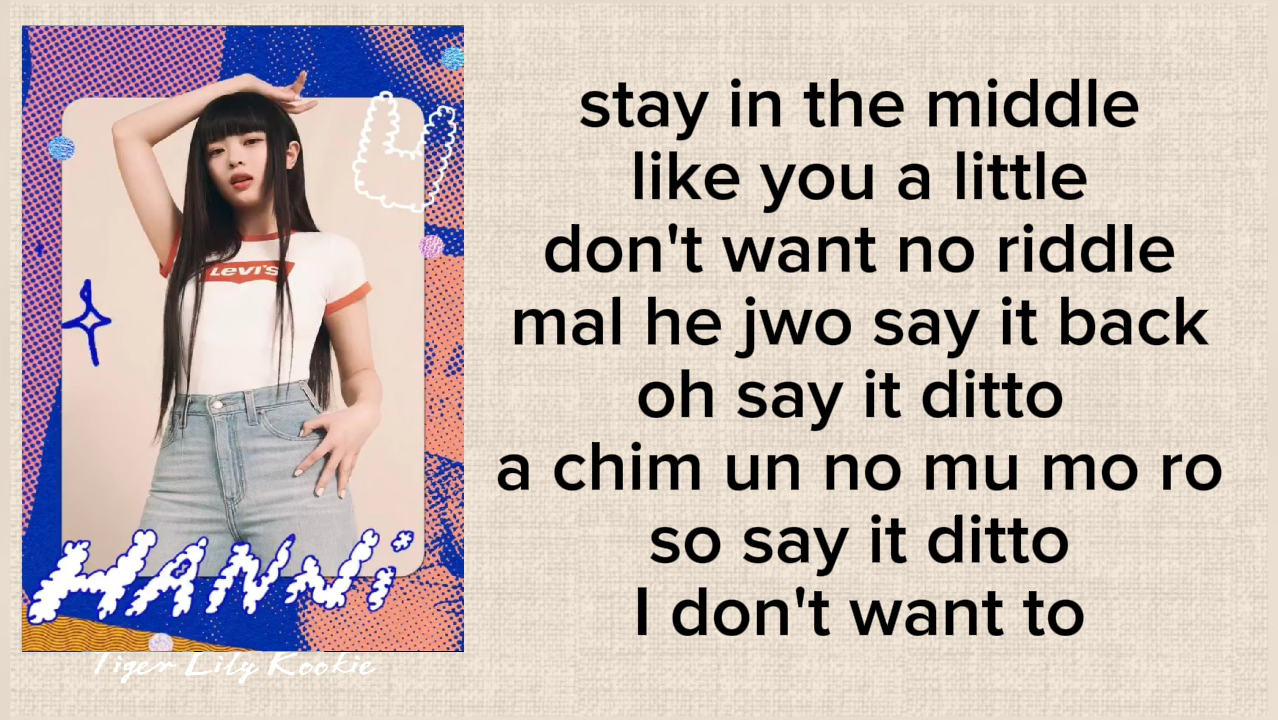 Levi's
HANNi
Tiger Lily Kookie
stay in the middle
like you a little
don't want no riddle
mal he jwo say it back
oh say it ditto
a chim un no mu mo ro
so say it ditto
I don't want to